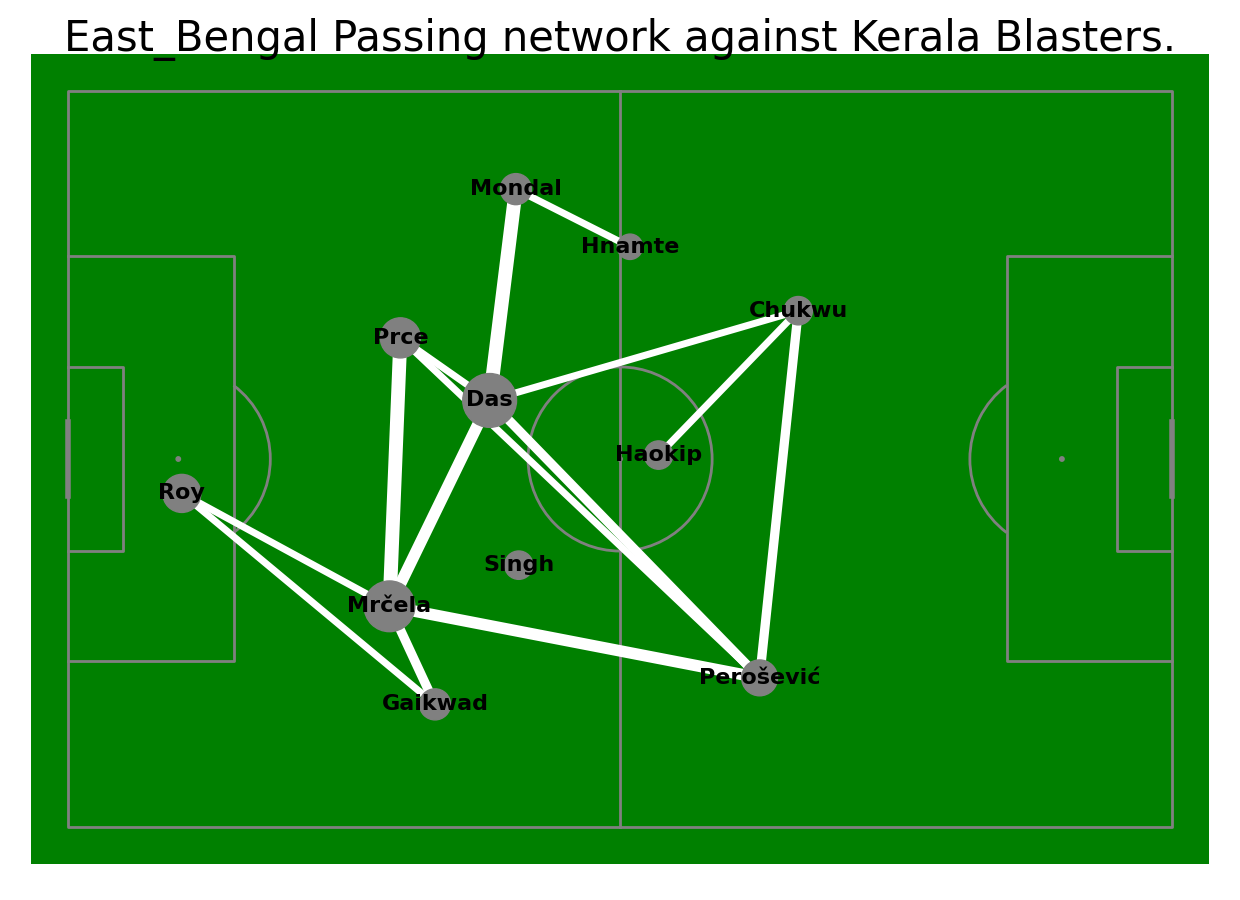 East_Bengal Passing network against Kerala Blasters.
Mondal
Hnamte
Chukwu
Prce
Das
Haokip
Roy
Singh
Mrčela
Perošević
Gaikwad